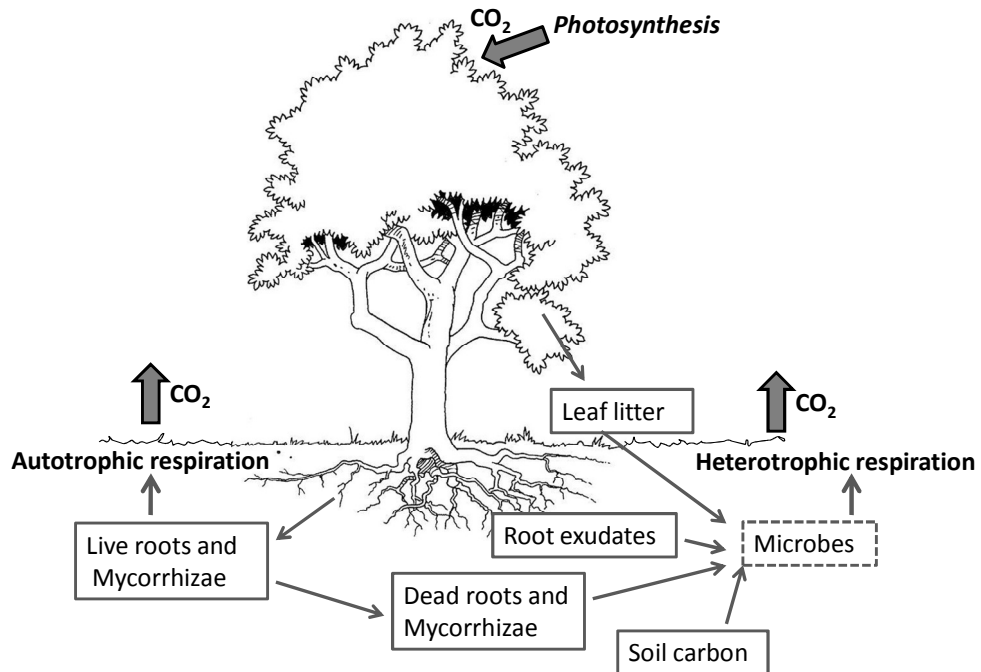 CO2
Photosynthesis
CO2
CO2
Leaf litter
Autotrophic respiration
Heterotrophic respiration
Live roots and
Mycorrhizae
Root exudates
Microbes
Dead roots and
Mycorrhizae
Soil carbon